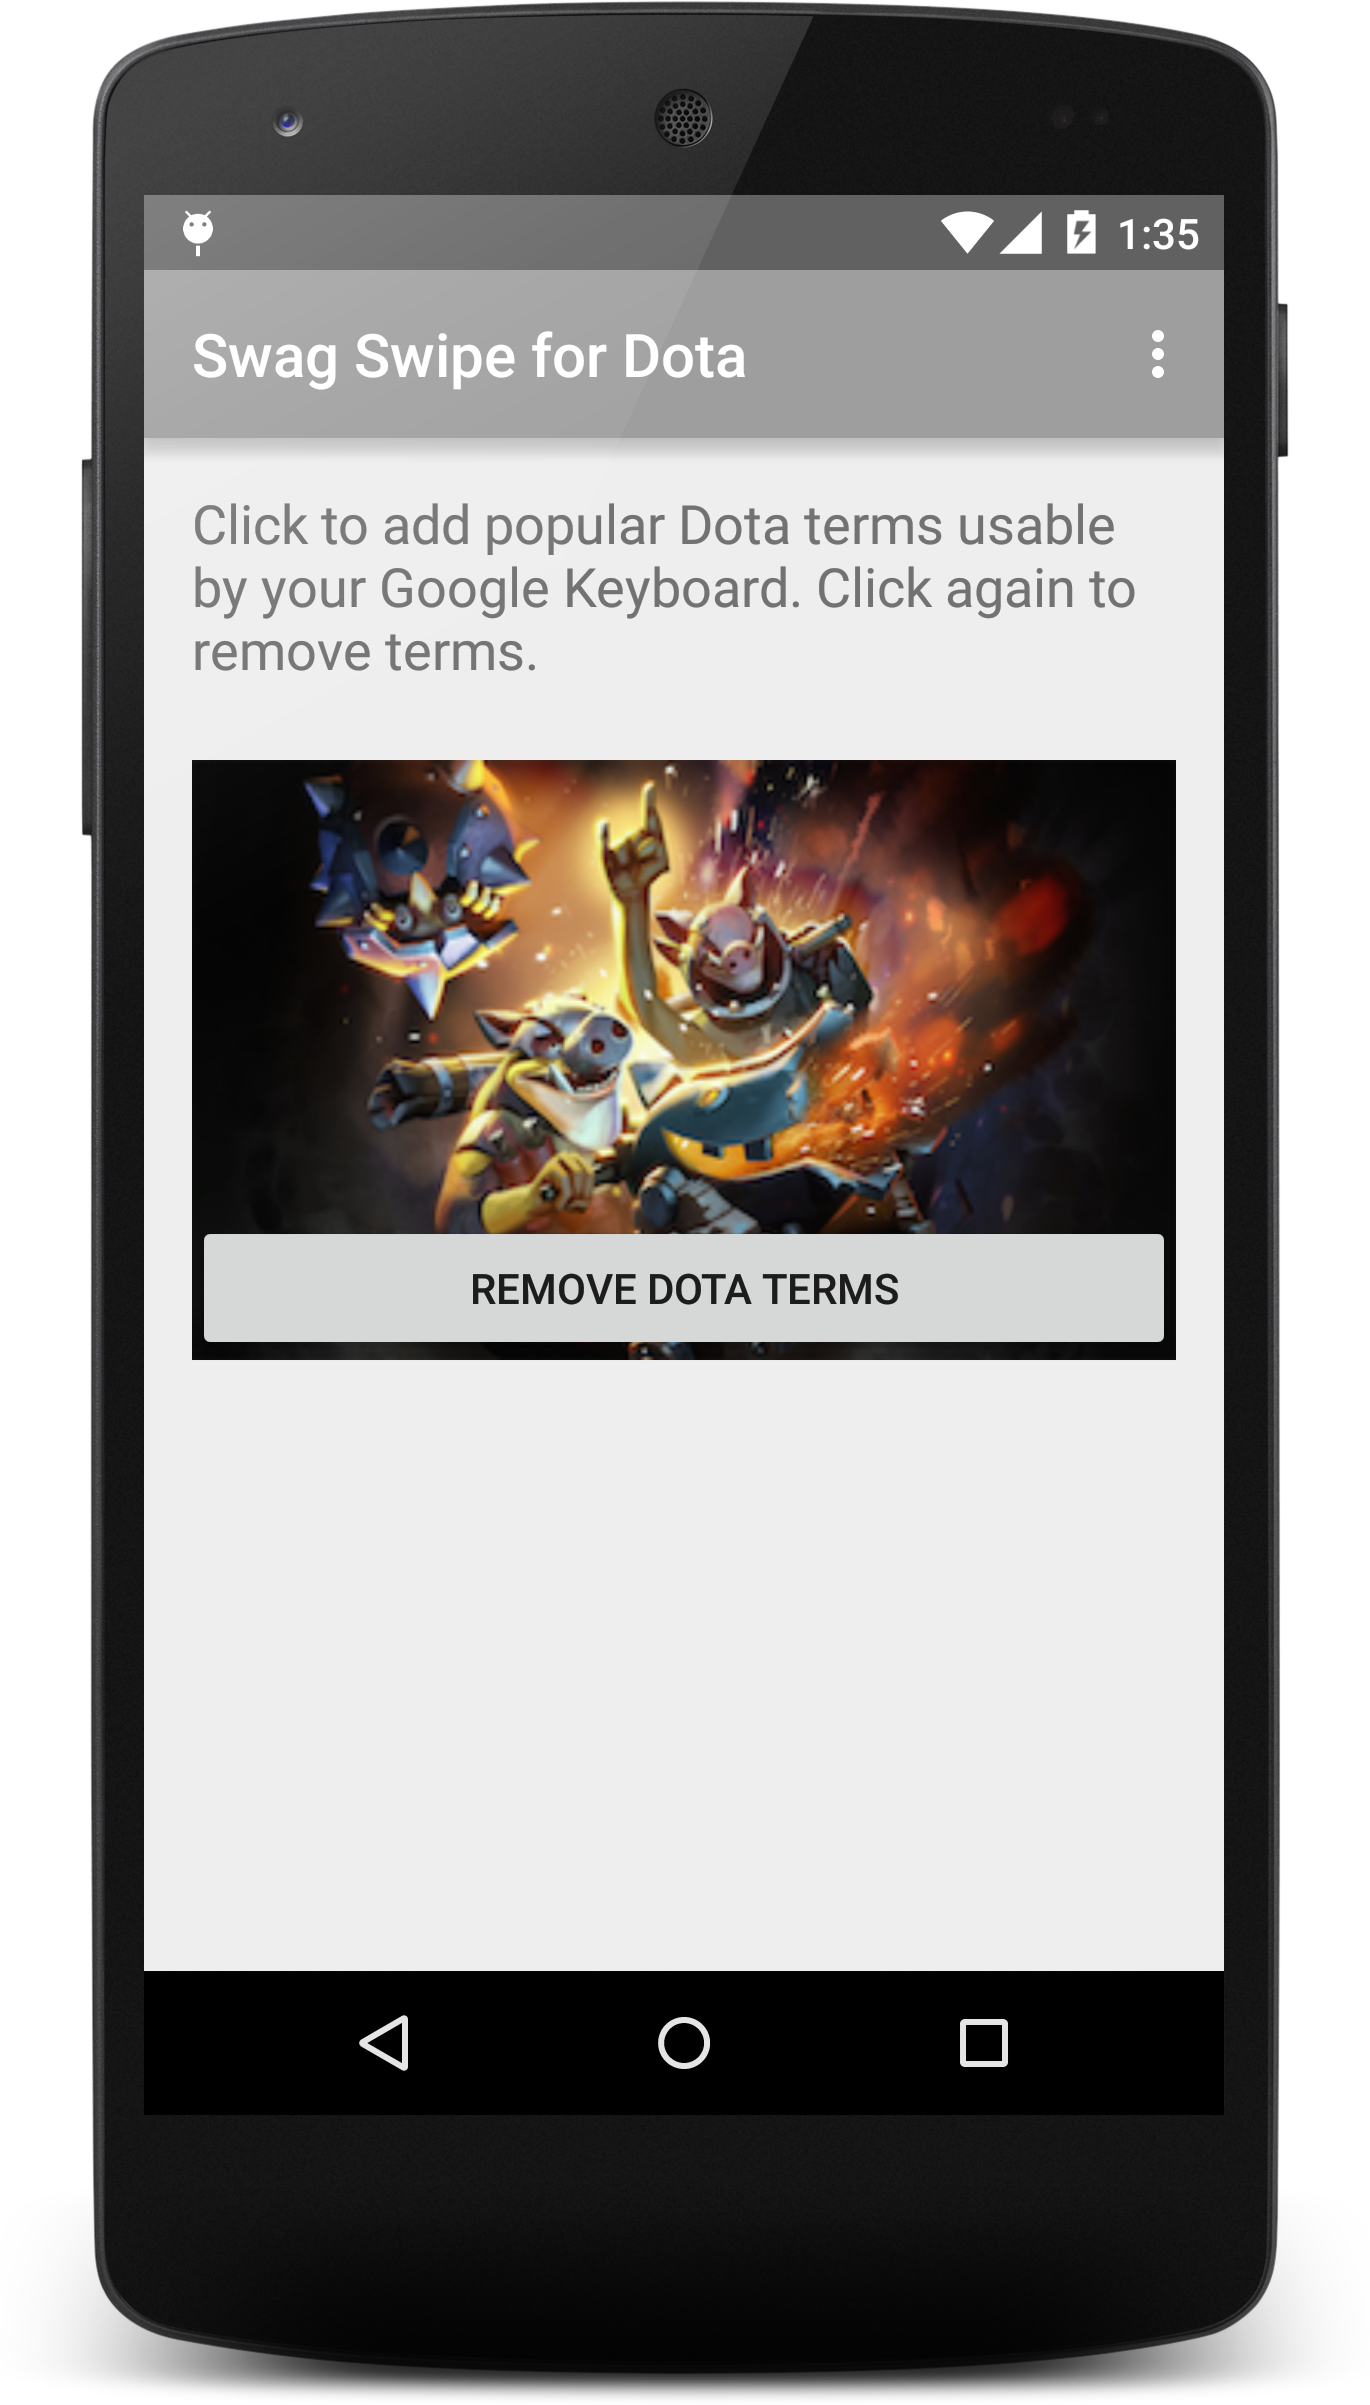 1:35
Swag Swipe for Dota
Click to add popular Dota terms usable
by your Google Keyboard. Click again to
remove terms.
REMOVE DOTA TERMS